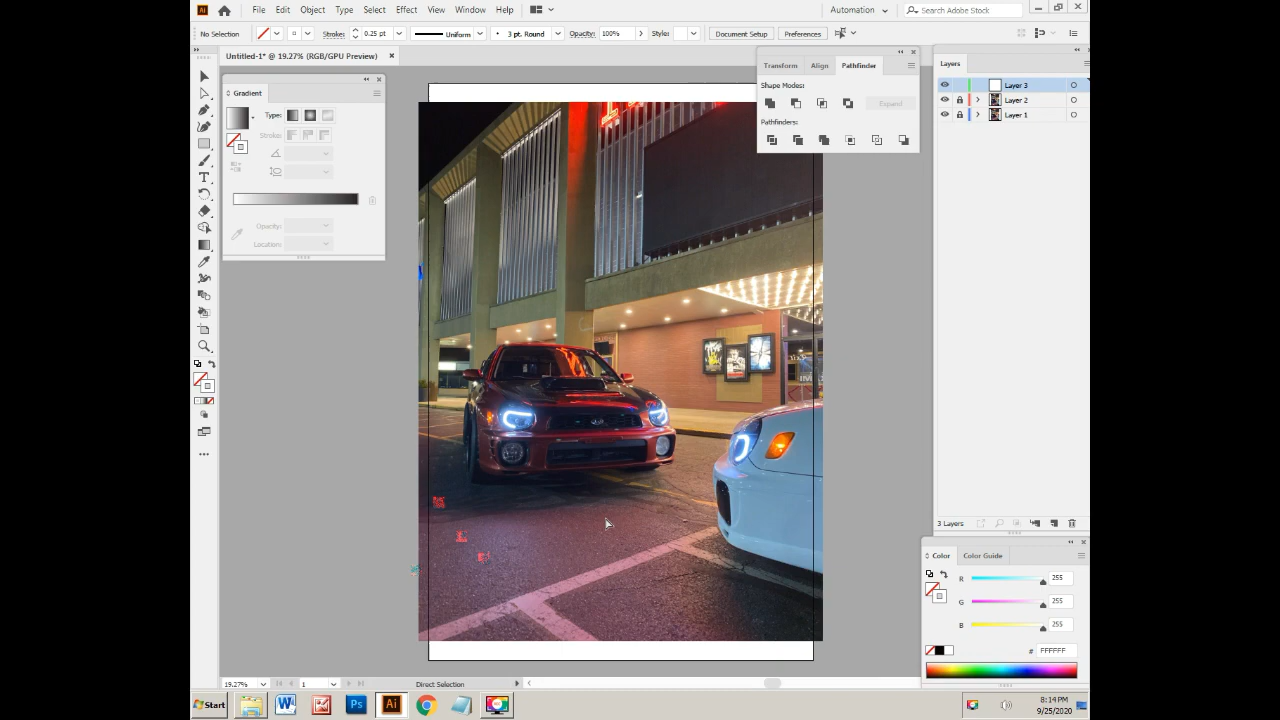 File Edit Object Type Select Effect View Window Help
Automation
Search Adobe Stock
No Selection
Stroke:
0.25 pt
Uniform
3 pt. Round
Opacity:
100%
Style:
Document Setup
Preferences
Untitled-1* @ 19.27% (RGB/GPU Preview)
Gradient
Type:
Stroke:
Opacity:
Location:
Transform
Align
Pathfinder
Shape Modes:
Expand
Pathfinders:
Layers
Layer 3
Layer 2
Layer 1
3 Layers
Color
Color Guide
R
255
G
255
B
255
#
FFFFFF
19.27%
1
Direct Selection
Start
W
Ps
Ai
8:14 PM
9/25/2020